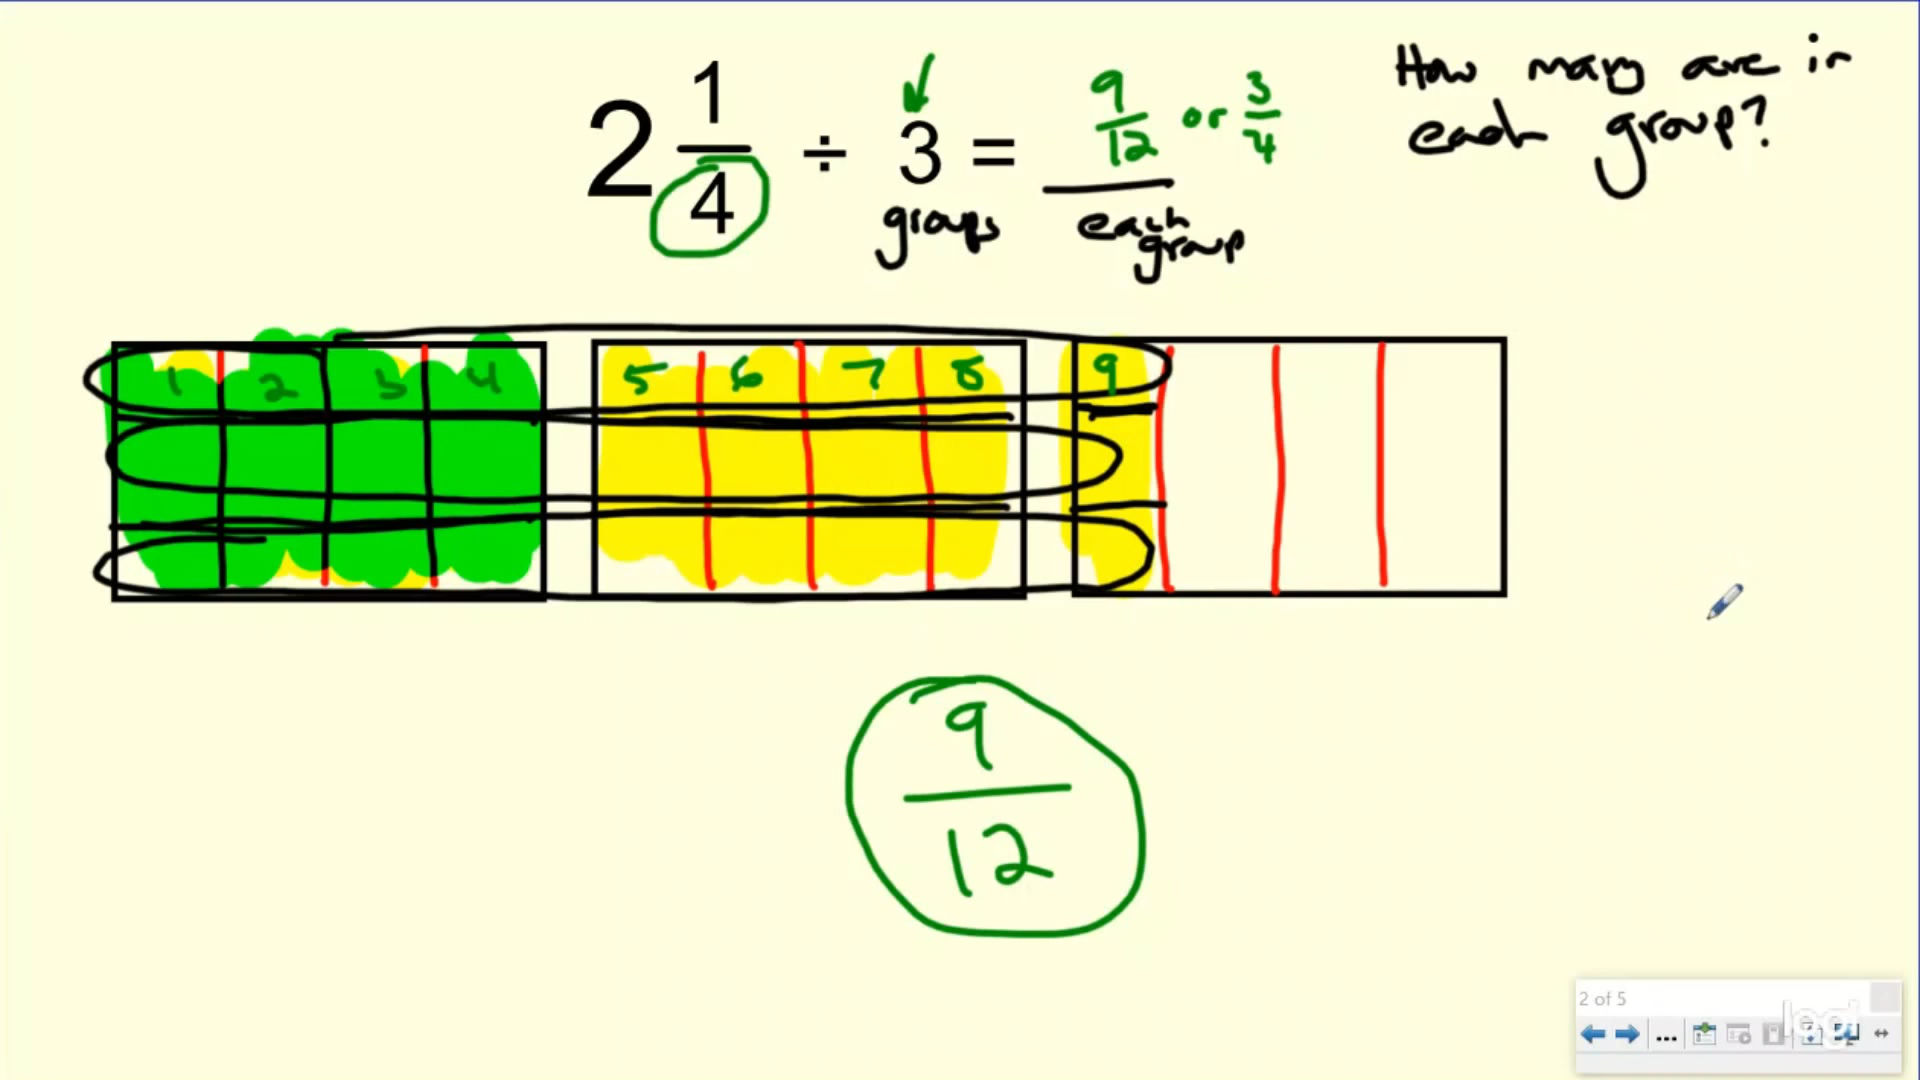 2 1/4 ÷ 3 = 9/12 or 3/4
groups
each
group
How many are in
each group?
1 2 3 4 5 6 7 8 9
9/12
2 of 5
logi